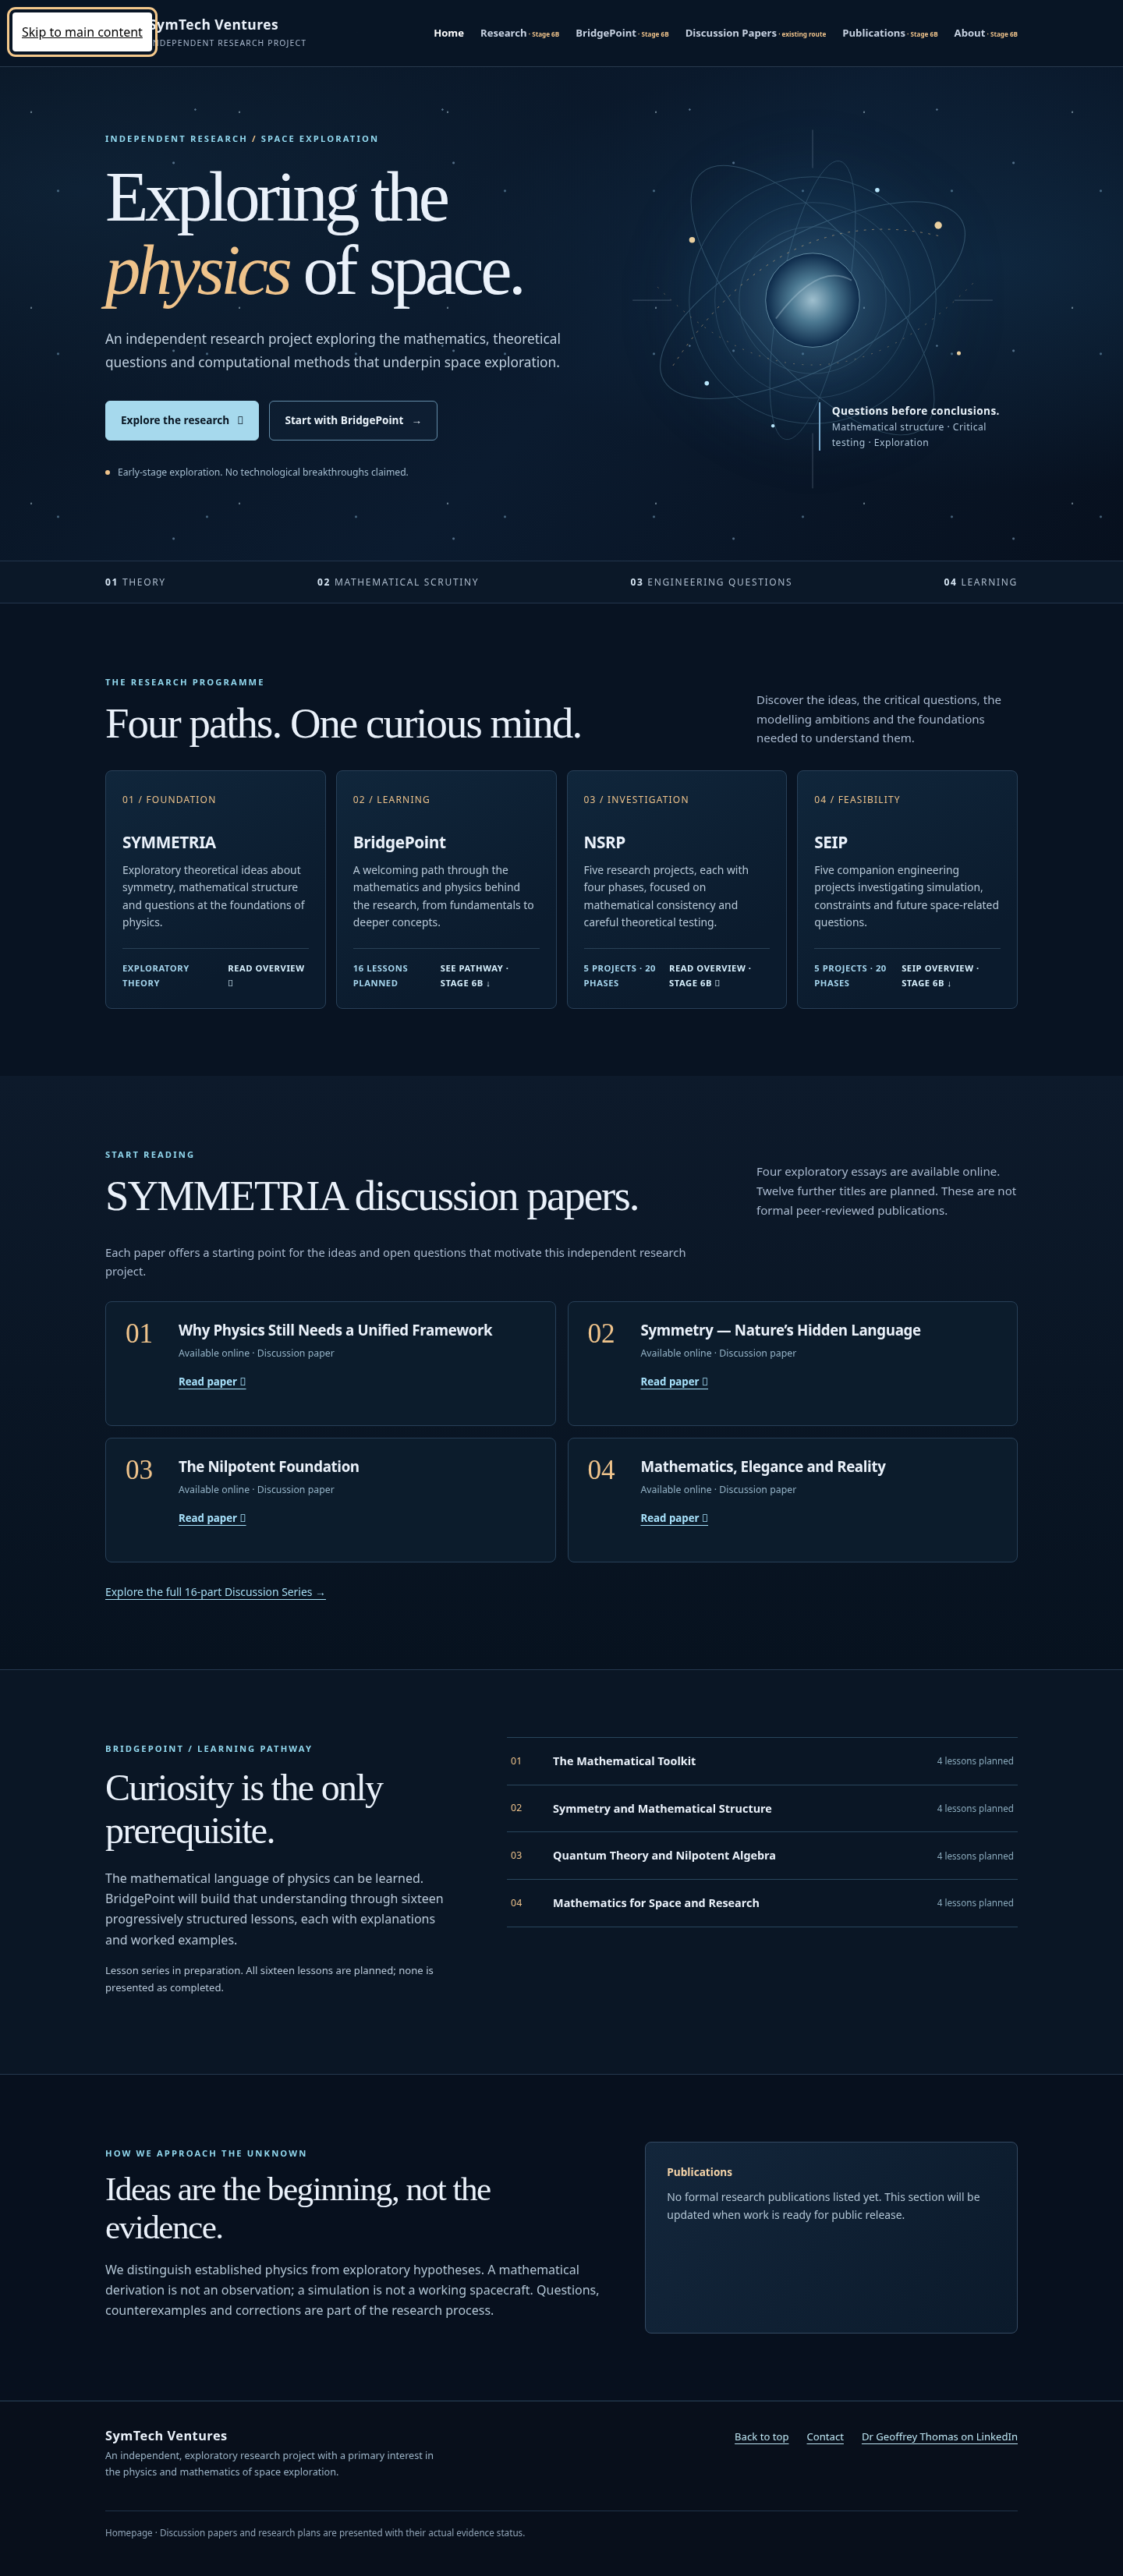 Skip to main content
SymTech Ventures
INDEPENDENT RESEARCH PROJECT
Home
Research · Stage 6B
BridgePoint · Stage 6B
Discussion Papers · existing route
Publications · Stage 6B
About · Stage 6B
INDEPENDENT RESEARCH / SPACE EXPLORATION
Exploring the
physics of space.
An independent research project exploring the mathematics, theoretical
questions and computational methods that underpin space exploration.
Explore the research
Start with BridgePoint →
Early-stage exploration. No technological breakthroughs claimed.
Questions before conclusions.
Mathematical structure · Critical
testing · Exploration
01 THEORY
02 MATHEMATICAL SCRUTINY
03 ENGINEERING QUESTIONS
04 LEARNING
THE RESEARCH PROGRAMME
Four paths. One curious mind.
Discover the ideas, the critical questions, the
modelling ambitions and the foundations
needed to understand them.
01 / FOUNDATION
SYMMETRIA
Exploratory theoretical ideas about
symmetry, mathematical structure
and questions at the foundations of
physics.
EXPLORATORY
THEORY
READ OVERVIEW
02 / LEARNING
BridgePoint
A welcoming path through the
mathematics and physics behind
the research, from fundamentals to
deeper concepts.
16 LESSONS
PLANNED
SEE PATHWAY ·
STAGE 6B ↓
03 / INVESTIGATION
NSRP
Five research projects, each with
four phases, focused on
mathematical consistency and
careful theoretical testing.
5 PROJECTS · 20
PHASES
READ OVERVIEW ·
STAGE 6B
04 / FEASIBILITY
SEIP
Five companion engineering
projects investigating simulation,
constraints and future space-related
questions.
5 PROJECTS · 20
PHASES
SEIP OVERVIEW ·
STAGE 6B ↓
START READING
SYMMETRIA discussion papers.
Four exploratory essays are available online.
Twelve further titles are planned. These are not
formal peer-reviewed publications.
Each paper offers a starting point for the ideas and open questions that motivate this independent research
project.
01
Why Physics Still Needs a Unified Framework
Available online · Discussion paper
Read paper
02
Symmetry — Nature’s Hidden Language
Available online · Discussion paper
Read paper
03
The Nilpotent Foundation
Available online · Discussion paper
Read paper
04
Mathematics, Elegance and Reality
Available online · Discussion paper
Read paper
Explore the full 16-part Discussion Series →
BRIDGEPOINT / LEARNING PATHWAY
Curiosity is the only
prerequisite.
The mathematical language of physics can be learned.
BridgePoint will build that understanding through sixteen
progressively structured lessons, each with explanations
and worked examples.
Lesson series in preparation. All sixteen lessons are planned; none is
presented as completed.
01 The Mathematical Toolkit 4 lessons planned
02 Symmetry and Mathematical Structure 4 lessons planned
03 Quantum Theory and Nilpotent Algebra 4 lessons planned
04 Mathematics for Space and Research 4 lessons planned
HOW WE APPROACH THE UNKNOWN
Ideas are the beginning, not the
evidence.
We distinguish established physics from exploratory hypotheses. A mathematical
derivation is not an observation; a simulation is not a working spacecraft. Questions,
counterexamples and corrections are part of the research process.
Publications
No formal research publications listed yet. This section will be
updated when work is ready for public release.
SymTech Ventures
An independent, exploratory research project with a primary interest in
the physics and mathematics of space exploration.
Back to top
Contact
Dr Geoffrey Thomas on LinkedIn
Homepage · Discussion papers and research plans are presented with their actual evidence status.